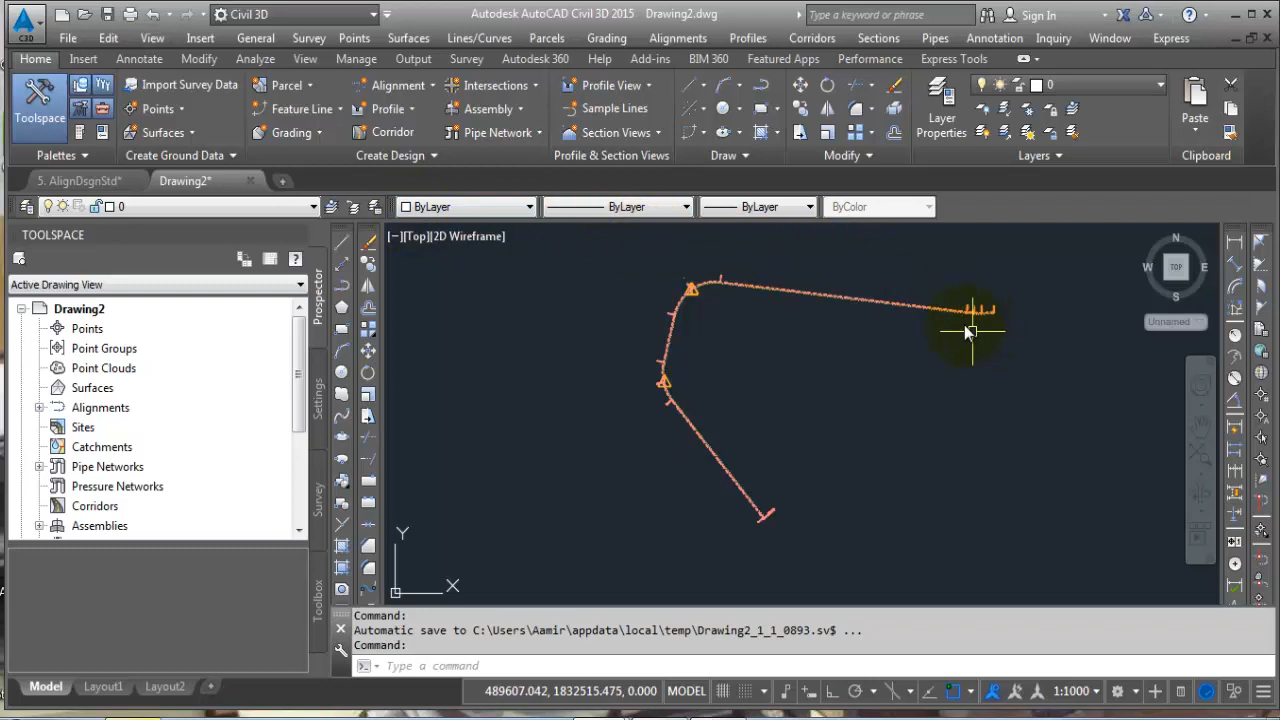 C3D
Civil 3D
Autodesk AutoCAD Civil 3D 2015 Drawing2.dwg
Type a keyword or phrase
Sign In
File Edit View Insert General Survey Points Surfaces Lines/Curves Parcels Grading Alignments Profiles Corridors Sections Pipes Annotation Inquiry Window Express
Home Insert Annotate Modify Analyze View Manage Output Survey Autodesk 360 Help Add-ins BIM 360 Featured Apps Performance Express Tools
Import Survey Data Parcel Alignment Intersections Profile View 0
Points Feature Line Profile Assembly Sample Lines
Toolspace Layer Properties Paste
Surfaces Grading Corridor Pipe Network Section Views
Palettes Create Ground Data Create Design Profile & Section Views Draw Modify Layers Clipboard
5. AlignDsgnStd* Drawing2*
0 ByLayer ByLayer ByLayer ByColor
TOOLSPACE
[−][Top][2D Wireframe]
N
W TOP E
S
Unnamed
Active Drawing View
Drawing2
Points
Point Groups
Point Clouds
Surfaces
Alignments
Sites
Catchments
Pipe Networks
Pressure Networks
Corridors
Assemblies
Prospector
Settings
Survey
Toolbox
Y
X
Command:
Automatic save to C:\Users\Aamir\appdata\local\temp\Drawing2_1_1_0893.sv$ ...
Command:
Type a command
Model Layout1 Layout2 489607.042, 1832515.475, 0.000 MODEL 1:1000